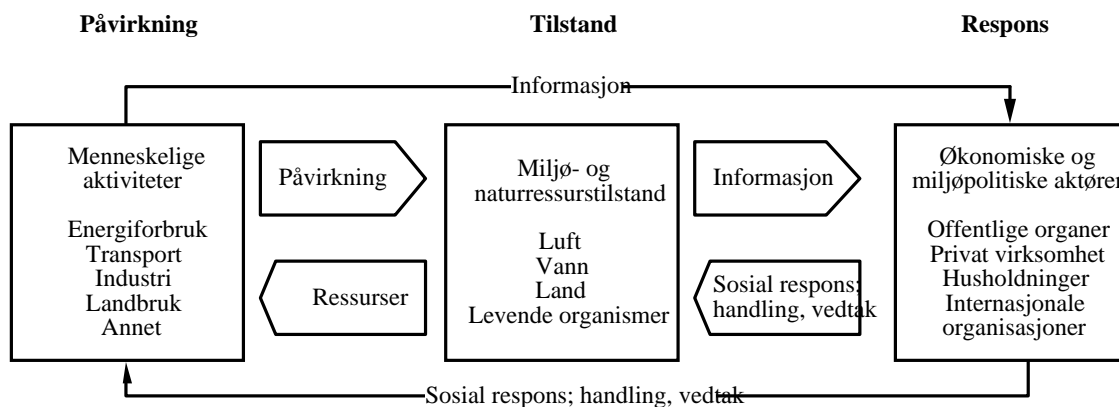 Påvirkning
Tilstand
Respons
Informasjon
Menneskelige
aktiviteter
Energiforbruk
Transport
Industri
Landbruk
Annet
Påvirkning
Ressurser
Miljø- og
naturressurstilstand
Luft
Vann
Land
Levende organismer
Informasjon
Sosial respons;
handling, vedtak
Økonomiske og
miljøpolitiske aktører
Offentlige organer
Privat virksomhet
Husholdninger
Internasjonale
organisasjoner
Sosial respons; handling, vedtak